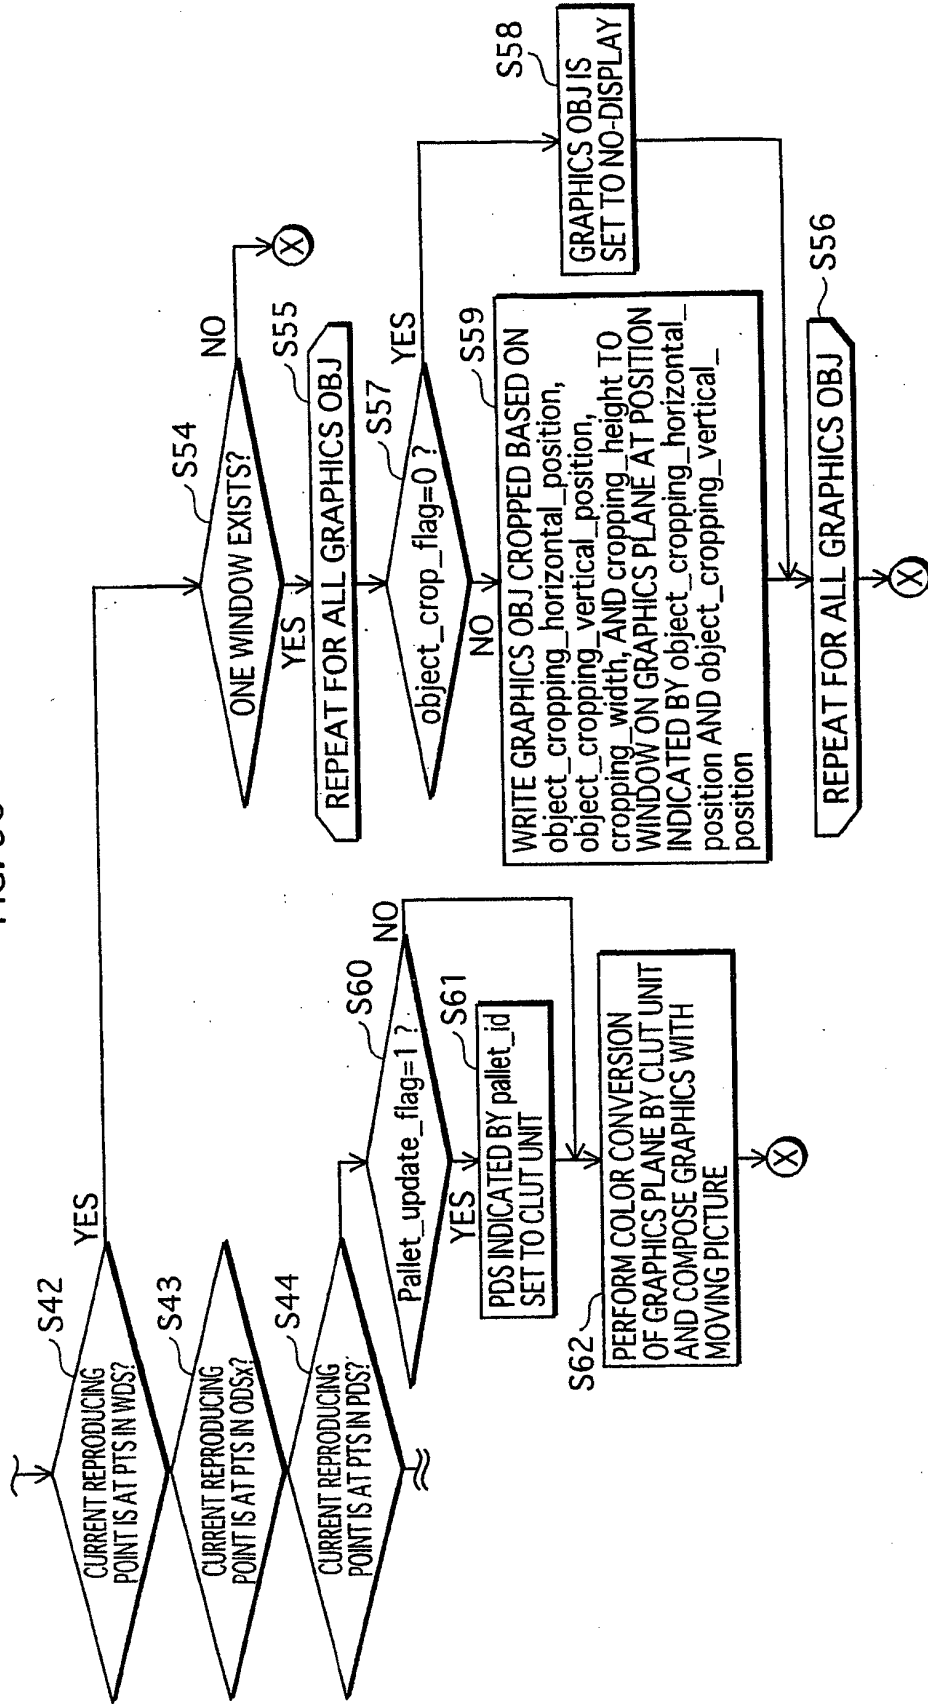 CURRENT REPRODUCING
POINT IS AT PTS IN WDS?
S42
YES
CURRENT REPRODUCING
POINT IS AT PTS IN ODSx?
S43
CURRENT REPRODUCING
POINT IS AT PTS IN PDS?
S44
ONE WINDOW EXISTS?
S54
NO
X
YES
REPEAT FOR ALL GRAPHICS OBJ
S55
object_crop_flag=0 ?
S57
YES
NO
GRAPHICS OBJ IS
SET TO NO-DISPLAY
S58
WRITE GRAPHICS OBJ CROPPED BASED ON
object_cropping_horizontal_position,
object_cropping_vertical_position,
cropping_width, AND cropping_height TO
WINDOW ON GRAPHICS PLANE AT POSITION
INDICATED BY object_cropping_horizontal_
position AND object_cropping_vertical_
position
S59
REPEAT FOR ALL GRAPHICS OBJ
S56
X
Pallet_update_flag=1 ?
S60
NO
YES
PDS INDICATED BY pallet_id
SET TO CLUT UNIT
S61
PERFORM COLOR CONVERSION
OF GRAPHICS PLANE BY CLUT UNIT
AND COMPOSE GRAPHICS WITH
MOVING PICTURE
S62
X